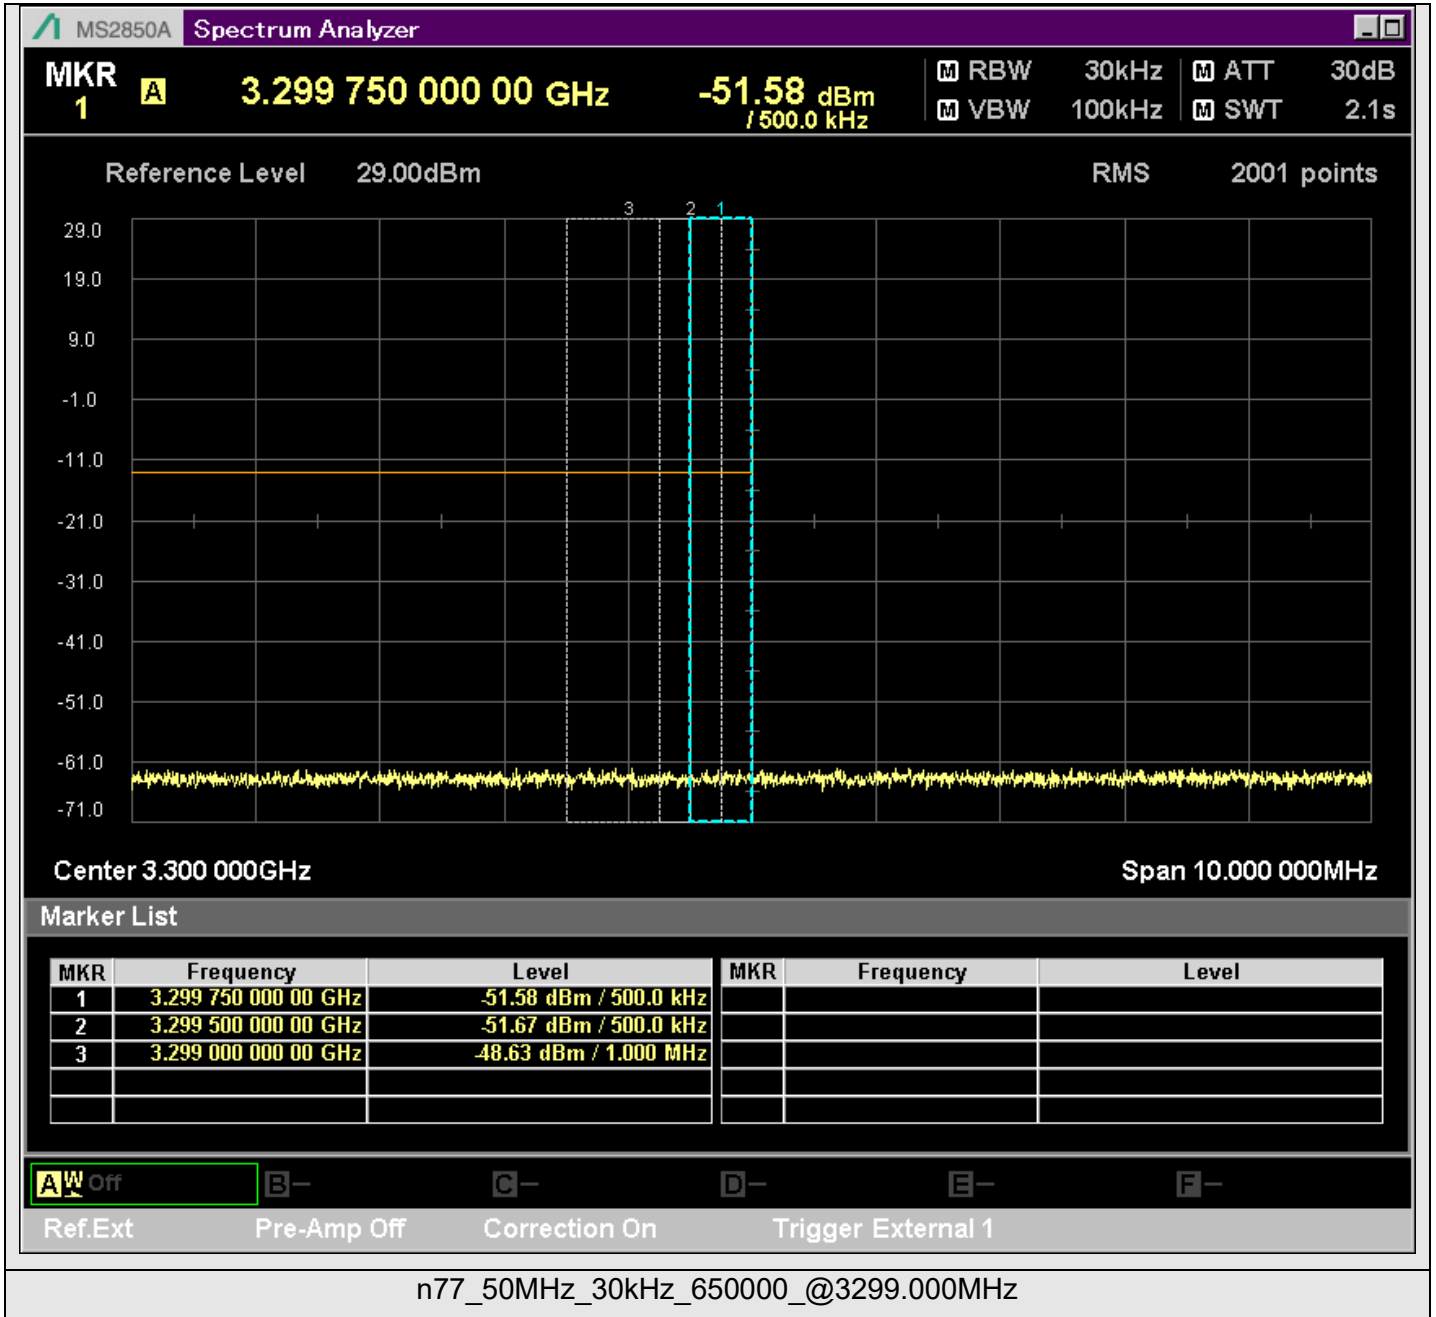 MS2850A Spectrum Analyzer
MKR 1 A 3.299 750 000 00 GHz -51.58 dBm / 500.0 kHz
M RBW 30kHz M ATT 30dB
M VBW 100kHz M SWT 2.1s
Reference Level 29.00dBm RMS 2001 points
3 2 1
29.0
19.0
9.0
-1.0
-11.0
-21.0
-31.0
-41.0
-51.0
-61.0
-71.0
Center 3.300 000GHz Span 10.000 000MHz
Marker List
MKR Frequency Level MKR Frequency Level
1 3.299 750 000 00 GHz -51.58 dBm / 500.0 kHz
2 3.299 500 000 00 GHz -51.67 dBm / 500.0 kHz
3 3.299 000 000 00 GHz -48.63 dBm / 1.000 MHz
A W Off B - C - D - E - F -
Ref.Ext Pre-Amp Off Correction On Trigger External 1
n77_50MHz_30kHz_650000_@3299.000MHz